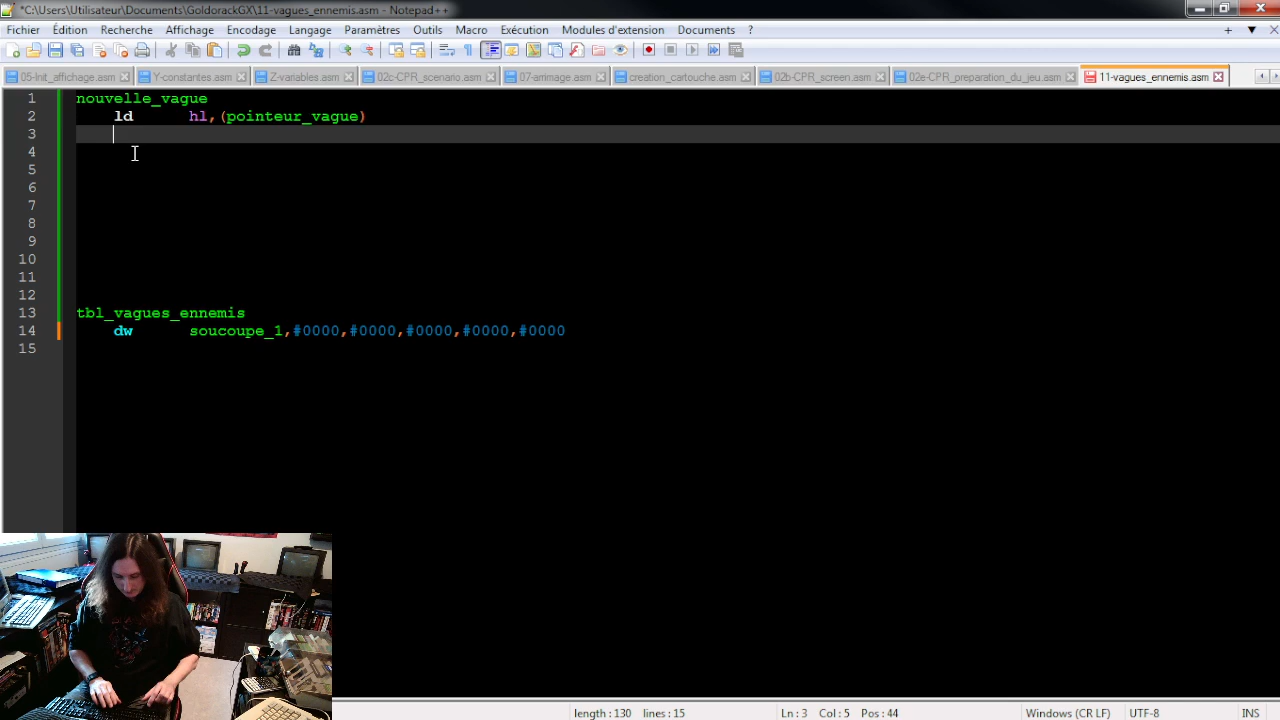 *C:\Users\Utilisateur\Documents\GoldorackGX\11-vagues_ennemis.asm - Notepad++
Fichier Édition Recherche Affichage Encodage Langage Paramètres Outils Macro Exécution Modules d'extension Documents ?
05-Init_affichage.asm Y-constantes.asm Z-variables.asm 02c-CPR_scenario.asm 07-arrimage.asm creation_cartouche.asm 02b-CPR_screen.asm 02e-CPR_preparation_du_jeu.asm 11-vagues_ennemis.asm
1 nouvelle_vague
2 ld hl,(pointeur_vague)
3
4
5
6
7
8
9
10
11
12
13 tbl_vagues_ennemis
14 dw soucoupe_1,#0000,#0000,#0000,#0000,#0000
15
length : 130 lines : 15 Ln : 3 Col : 5 Pos : 44 Windows (CR LF) UTF-8 INS